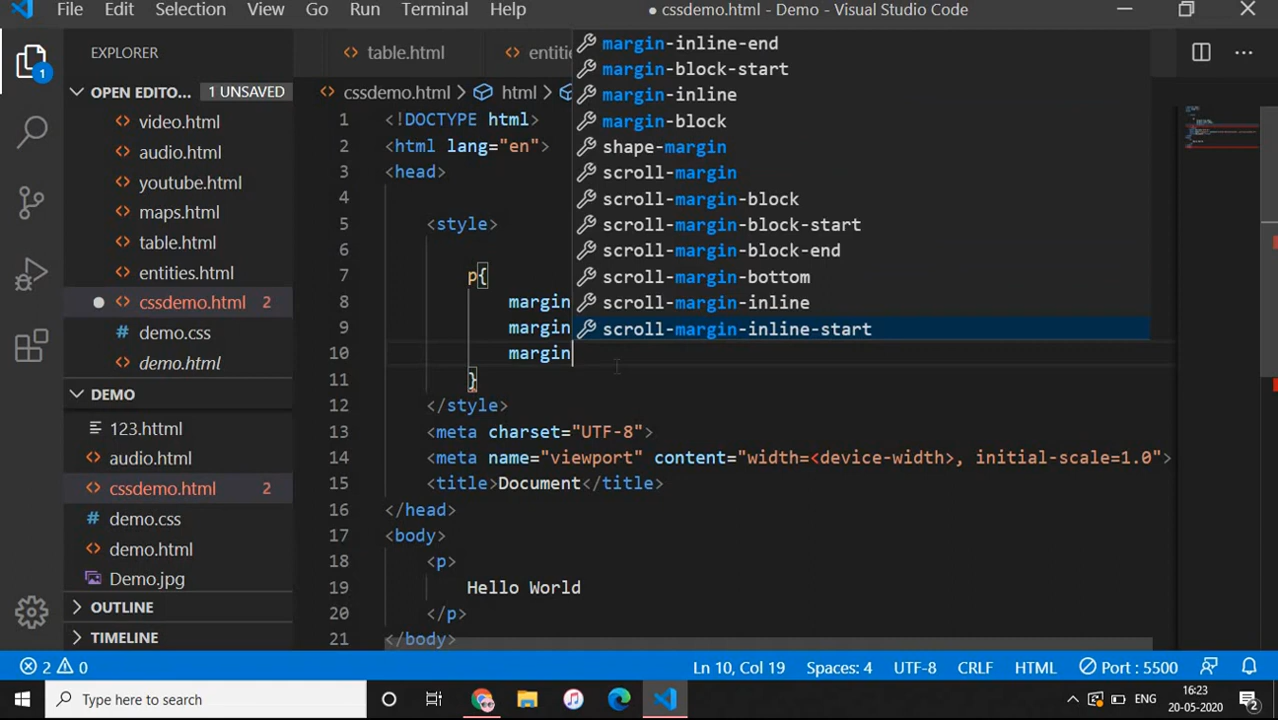 File Edit Selection View Go Run Terminal Help
● cssdemo.html - Demo - Visual Studio Code
EXPLORER
OPEN EDITO... 1 UNSAVED
video.html
audio.html
youtube.html
maps.html
table.html
entities.html
cssdemo.html 2
demo.css
demo.html
DEMO
123.httml
audio.html
cssdemo.html 2
demo.css
demo.html
Demo.jpg
OUTLINE
TIMELINE
1
<> table.html <> entities
<> cssdemo.html > html >
1 <!DOCTYPE html>
2 <html lang="en">
3 <head>
4
5 <style>
6
7 p{
8 margin
9 margin
10 margin
11 }
12 </style>
13 <meta charset="UTF-8">
14 <meta name="viewport" content="width=<device-width>, initial-scale=1.0">
15 <title>Document</title>
16 </head>
17 <body>
18 <p>
19 Hello World
20 </p>
21 </body>
margin-inline-end
margin-block-start
margin-inline
margin-block
shape-margin
scroll-margin
scroll-margin-block
scroll-margin-block-start
scroll-margin-block-end
scroll-margin-bottom
scroll-margin-inline
scroll-margin-inline-start
2 0 Ln 10, Col 19 Spaces: 4 UTF-8 CRLF HTML Port : 5500
Type here to search
ENG 16:23
20-05-2020
2